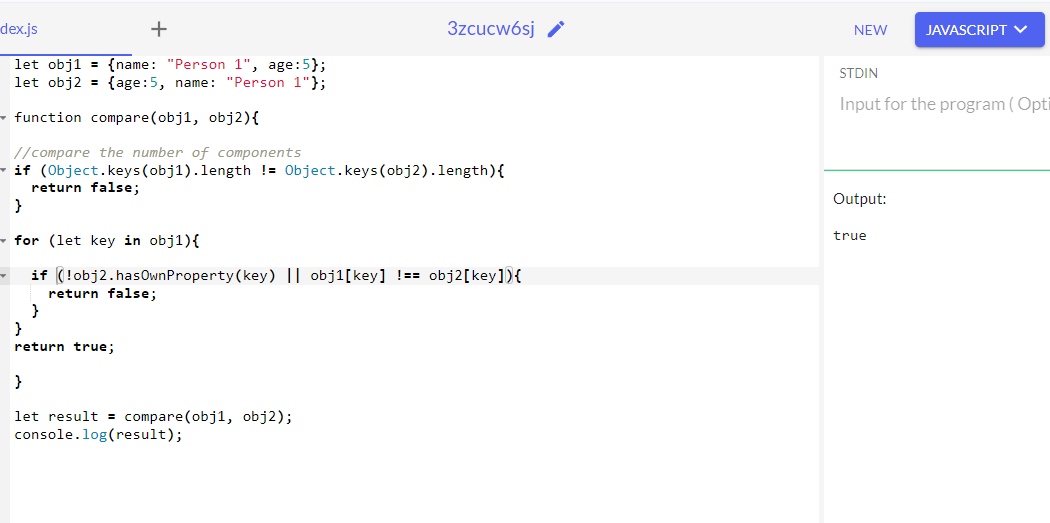 dex.js
+
3zcucw6sj
NEW
JAVASCRIPT
let obj1 = {name: "Person 1", age:5};
let obj2 = {age:5, name: "Person 1"};
function compare(obj1, obj2){
//compare the number of components
if (Object.keys(obj1).length != Object.keys(obj2).length){
return false;
}
for (let key in obj1){
if (!obj2.hasOwnProperty(key) || obj1[key] !== obj2[key]){
return false;
}
}
return true;
}
let result = compare(obj1, obj2);
console.log(result);
STDIN
Input for the program ( Opti
Output:
true